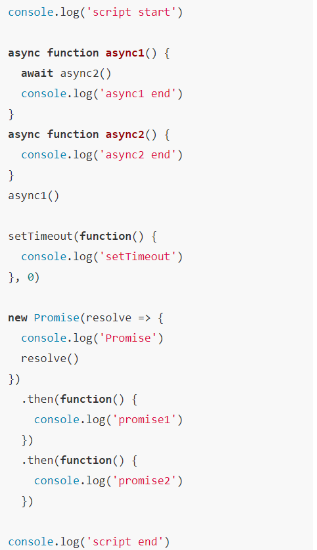 console.log('script start')

async function async1() {
  await async2()
  console.log('async1 end')
}
async function async2() {
  console.log('async2 end')
}
async1()

setTimeout(function() {
  console.log('setTimeout')
}, 0)

new Promise(resolve => {
  console.log('Promise')
  resolve()
})
  .then(function() {
    console.log('promise1')
  })
  .then(function() {
    console.log('promise2')
  })

console.log('script end')